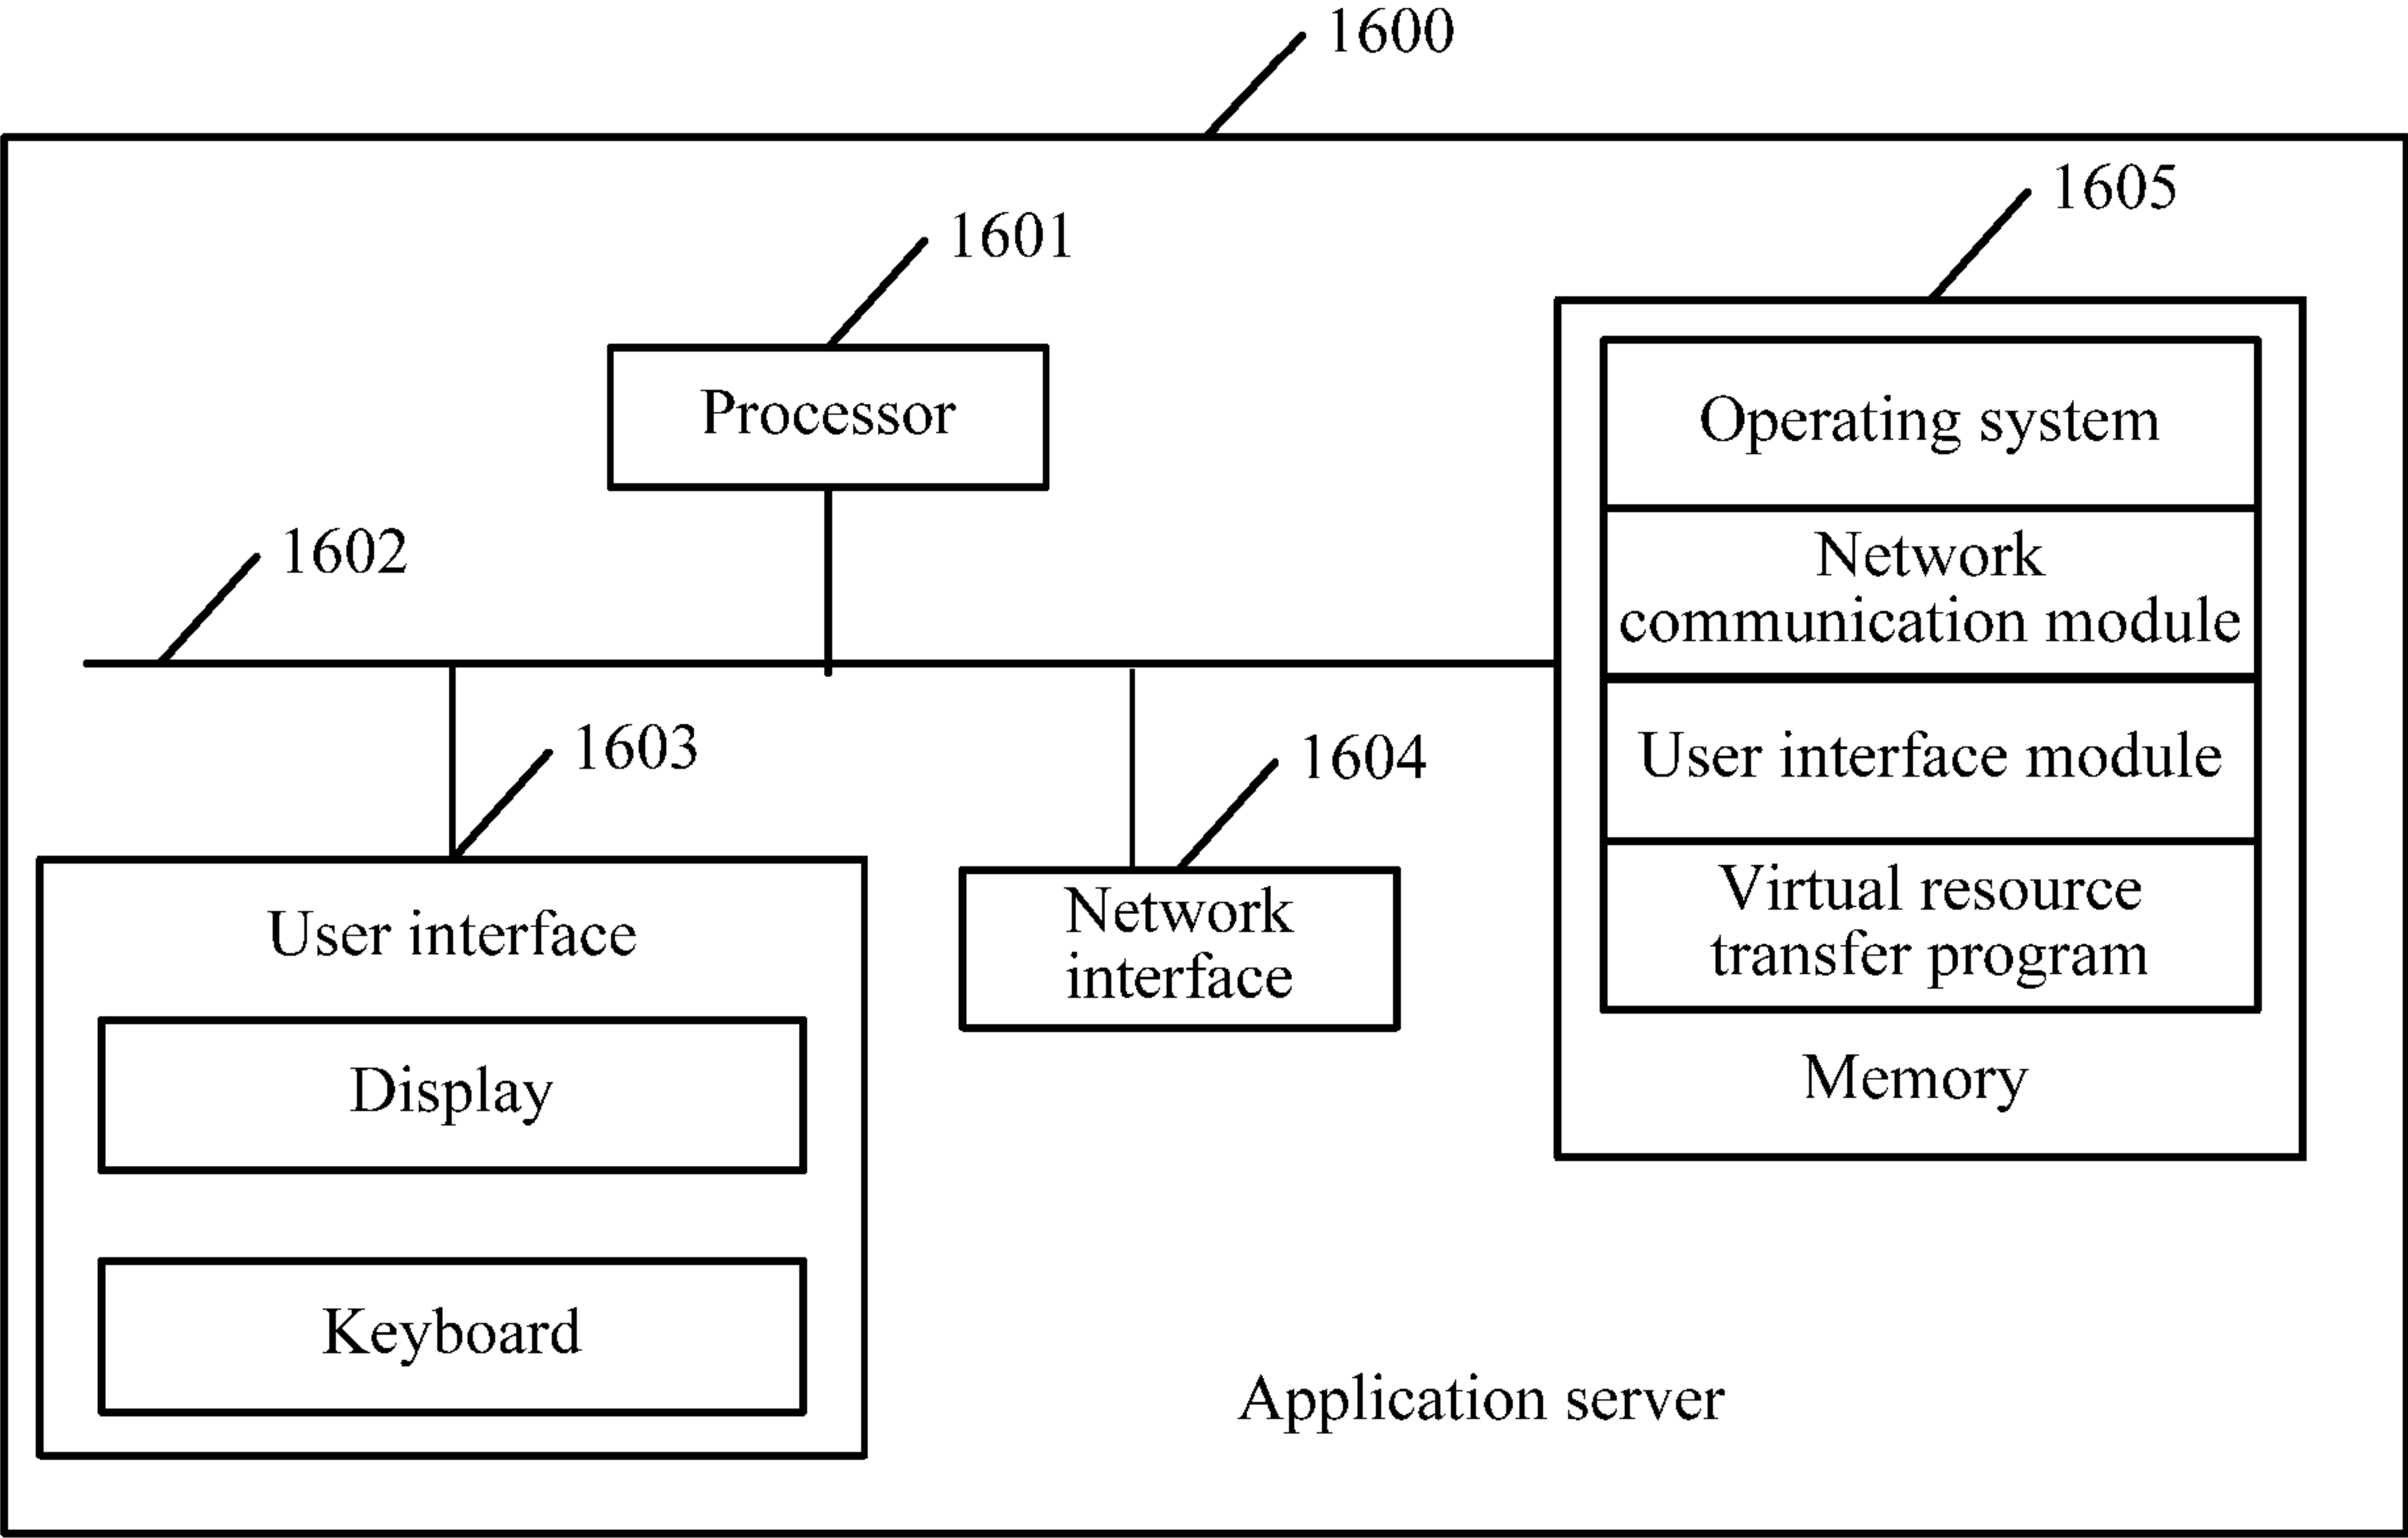 1600
1605
1601
Processor
Operating system
Network
communication module
User interface module
Virtual resource
transfer program
Memory
1602
1603
1604
User interface
Display
Keyboard
Network
interface
Application server